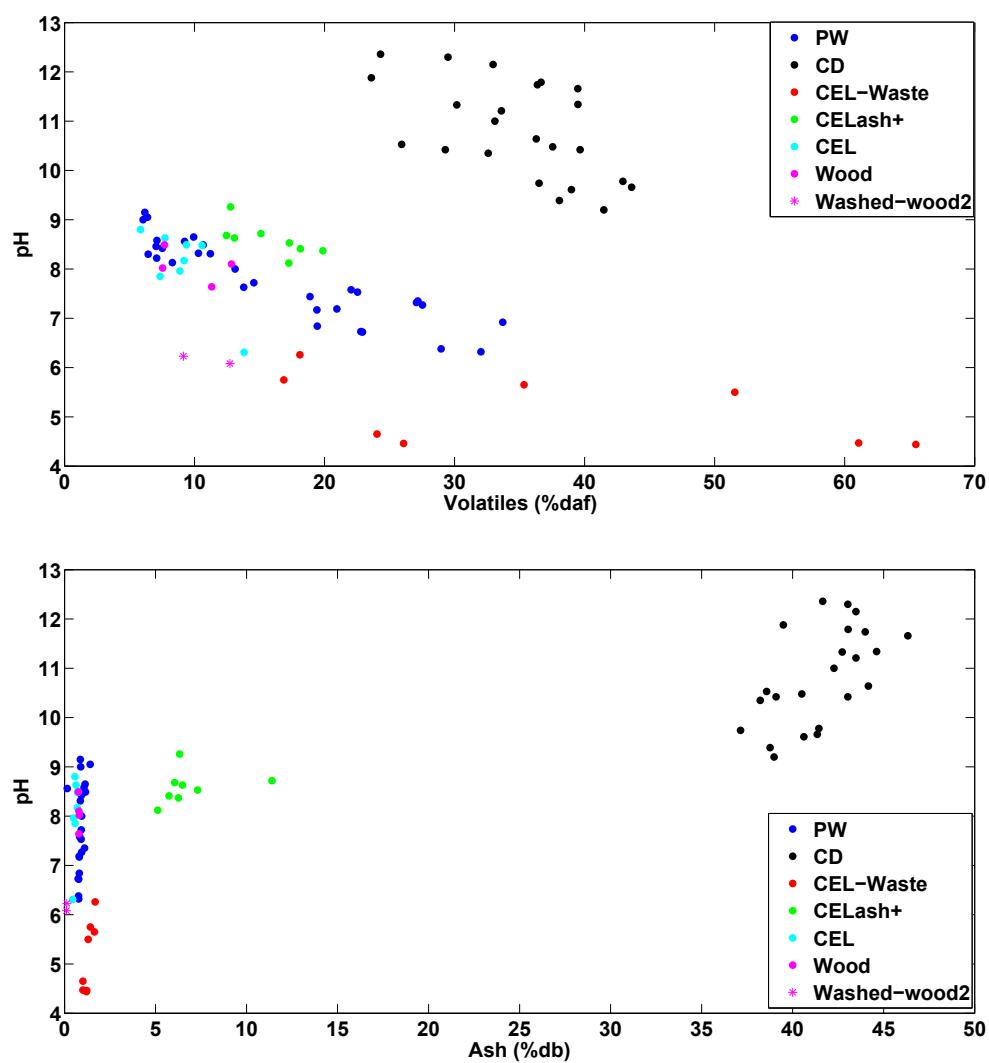 13
12
11
10
9
8
7
6
5
4
pH
0
10
20
30
40
50
60
70
Volatiles (%daf)
PW
CD
CEL−Waste
CELash+
CEL
Wood
Washed−wood2
13
12
11
10
9
8
7
6
5
4
pH
0
5
10
15
20
25
30
35
40
45
50
Ash (%db)
PW
CD
CEL−Waste
CELash+
CEL
Wood
Washed−wood2